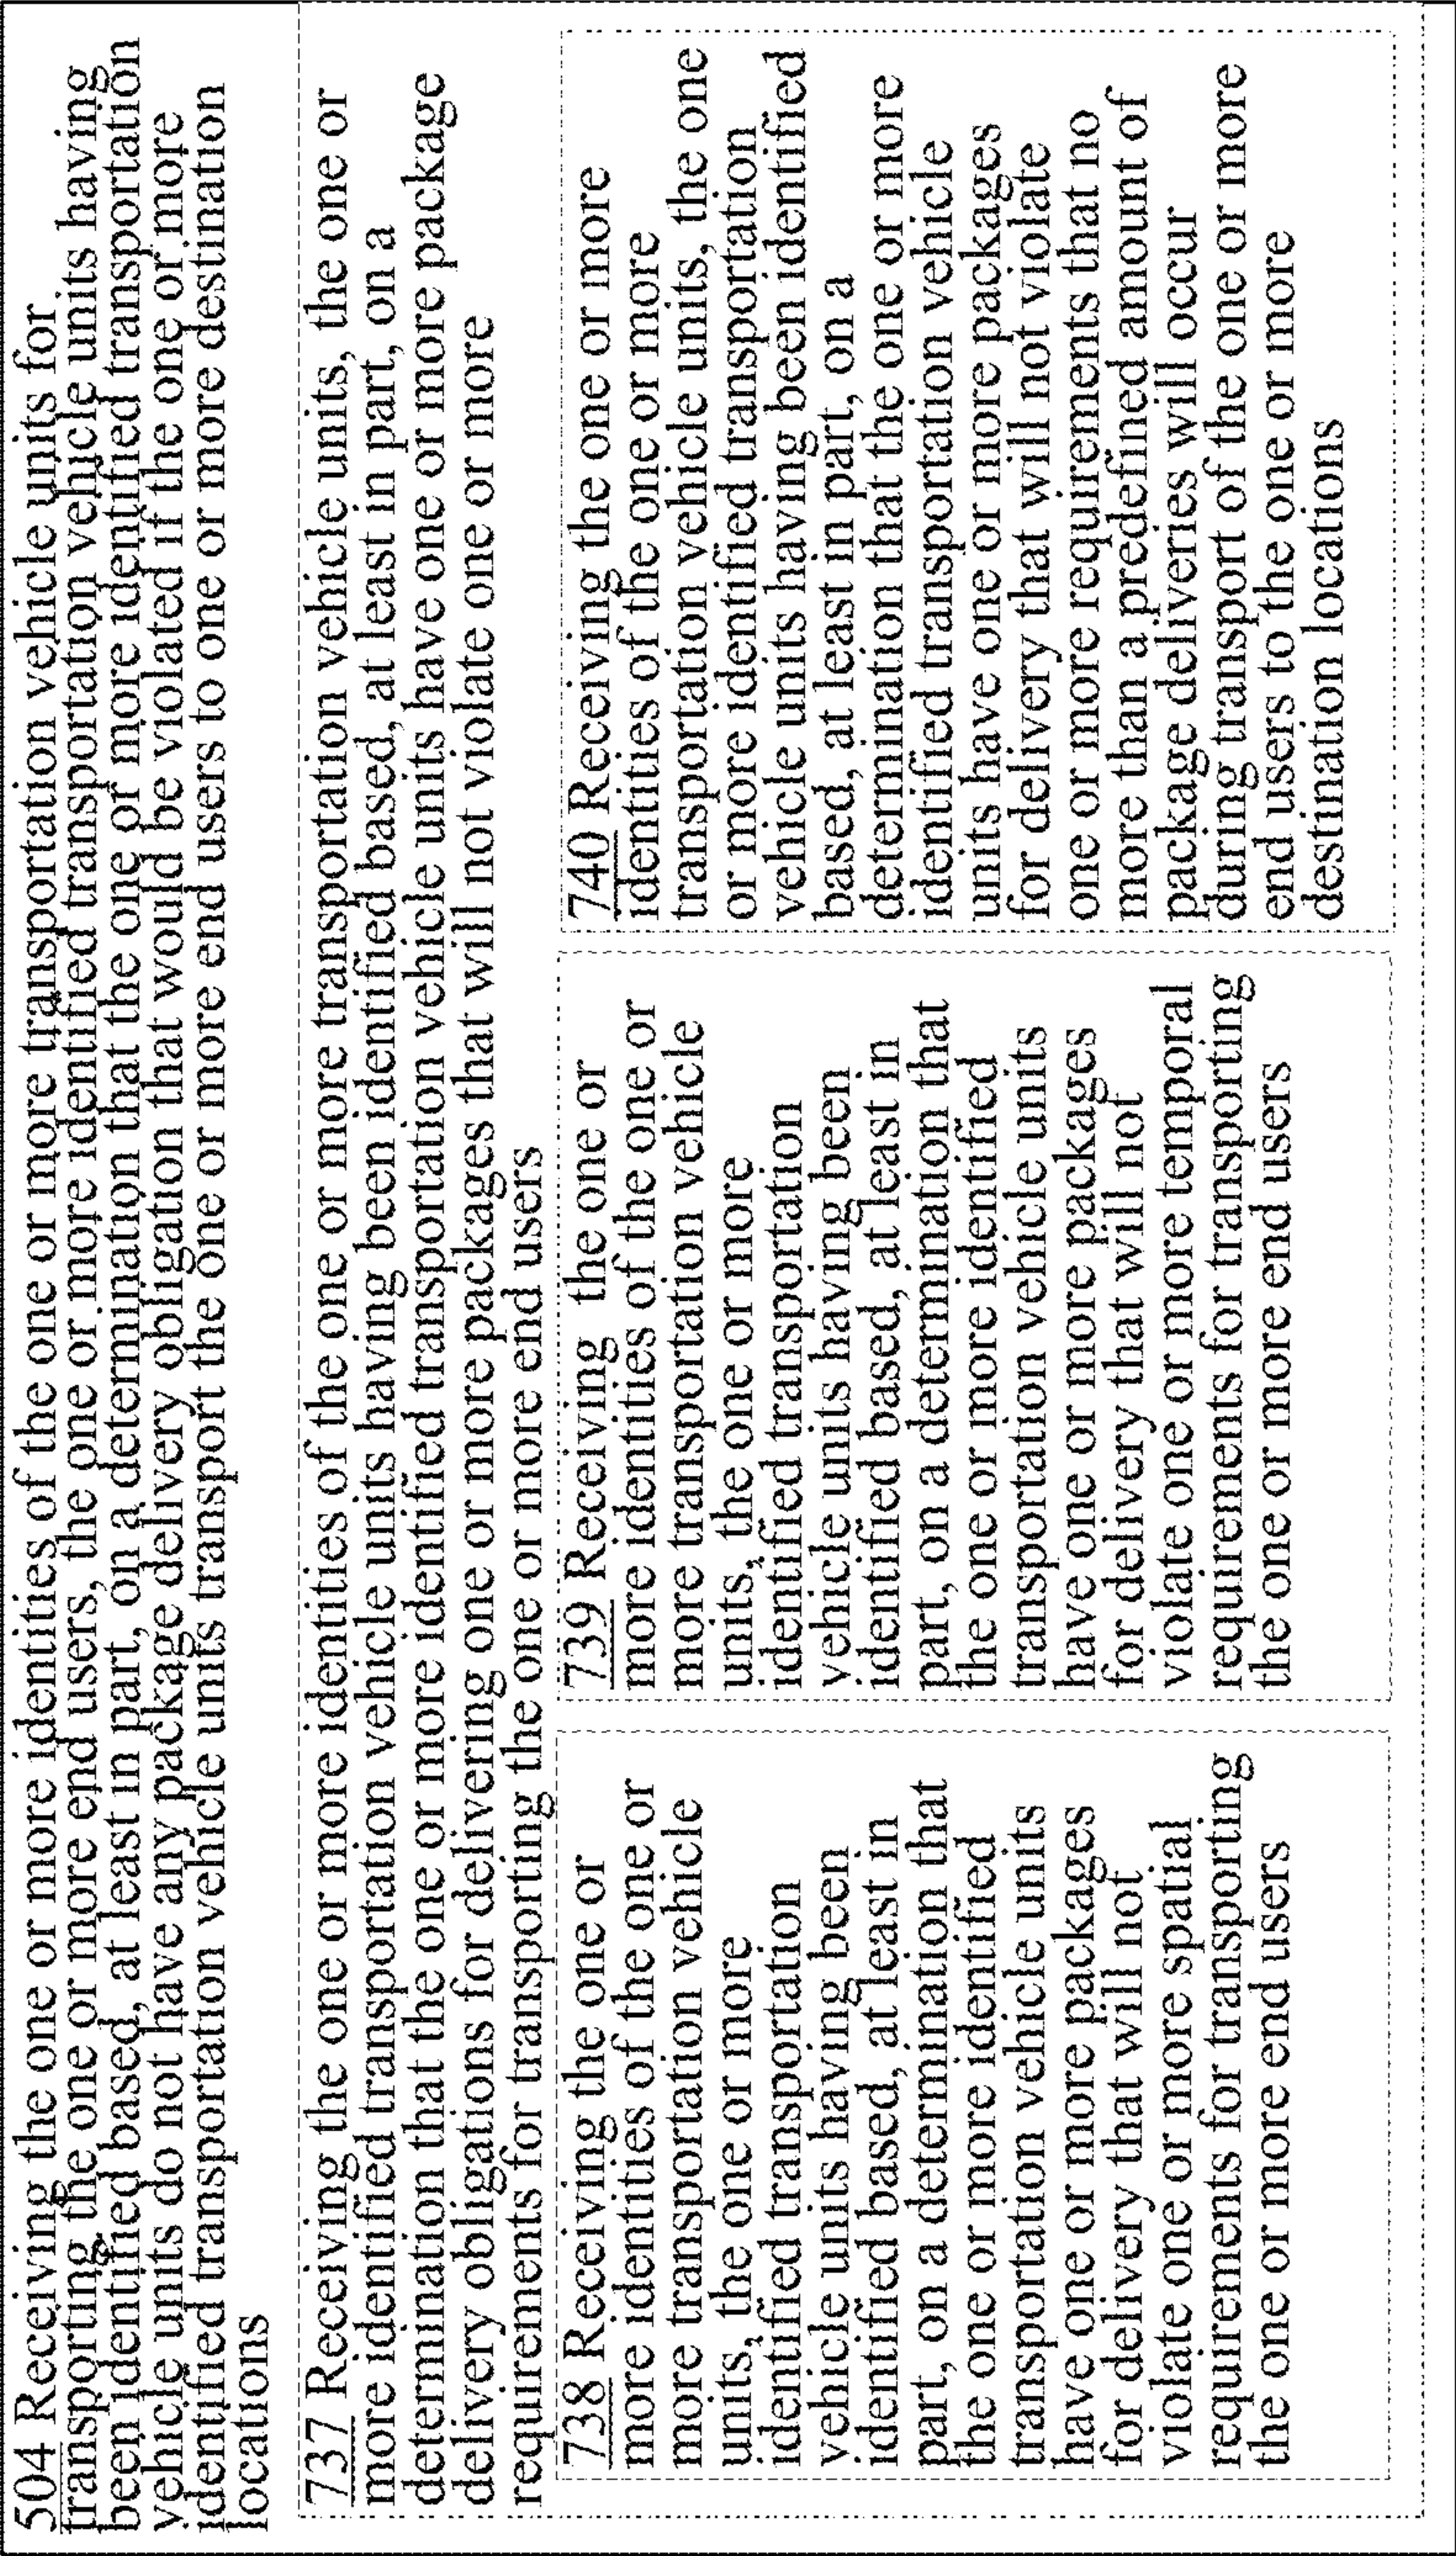 504 Receiving the one or more identities of the one or more transportation vehicle units for
transporting the one or more end users, the one or more identified transportation vehicle units having
been identified based, at least in part, on a determination that the one or more identified transportation
vehicle units do not have any package delivery obligation that would be violated if the one or more
identified transportation vehicle units transport the one or more end users to one or more destination
locations
737 Receiving the one or more identities of the one or more transportation vehicle units, the one or
more identified transportation vehicle units having been identified based, at least in part, on a
determination that the one or more identified transportation vehicle units have one or more package
delivery obligations for delivering one or more packages that will not violate one or more
requirements for transporting the one or more end users
738 Receiving the one or
more identities of the one or
more transportation vehicle
units, the one or more
identified transportation
vehicle units having been
identified based, at least in
part, on a determination that
the one or more identified
transportation vehicle units
have one or more packages
for delivery that will not
violate one or more spatial
requirements for transporting
the one or more end users
739 Receiving the one or
more identities of the one or
more transportation vehicle
units, the one or more
identified transportation
vehicle units having been
identified based, at least in
part, on a determination that
the one or more identified
transportation vehicle units
have one or more packages
for delivery that will not
violate one or more temporal
requirements for transporting
the one or more end users
740 Receiving the one or more
identities of the one or more
transportation vehicle units, the one
or more identified transportation
vehicle units having been identified
based, at least in part, on a
determination that the one or more
identified transportation vehicle
units have one or more packages
for delivery that will not violate
one or more requirements that no
more than a predefined amount of
package deliveries will occur
during transport of the one or more
end users to the one or more
destination locations